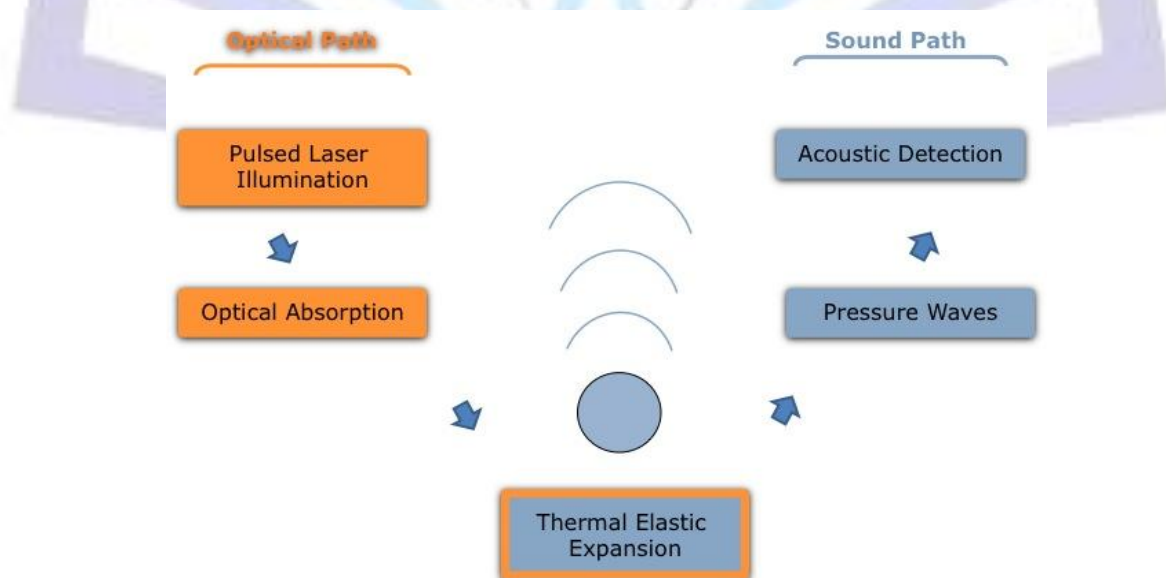 Optical Path
Sound Path
Pulsed Laser
Illumination
Acoustic Detection
Optical Absorption
Pressure Waves
Thermal Elastic
Expansion